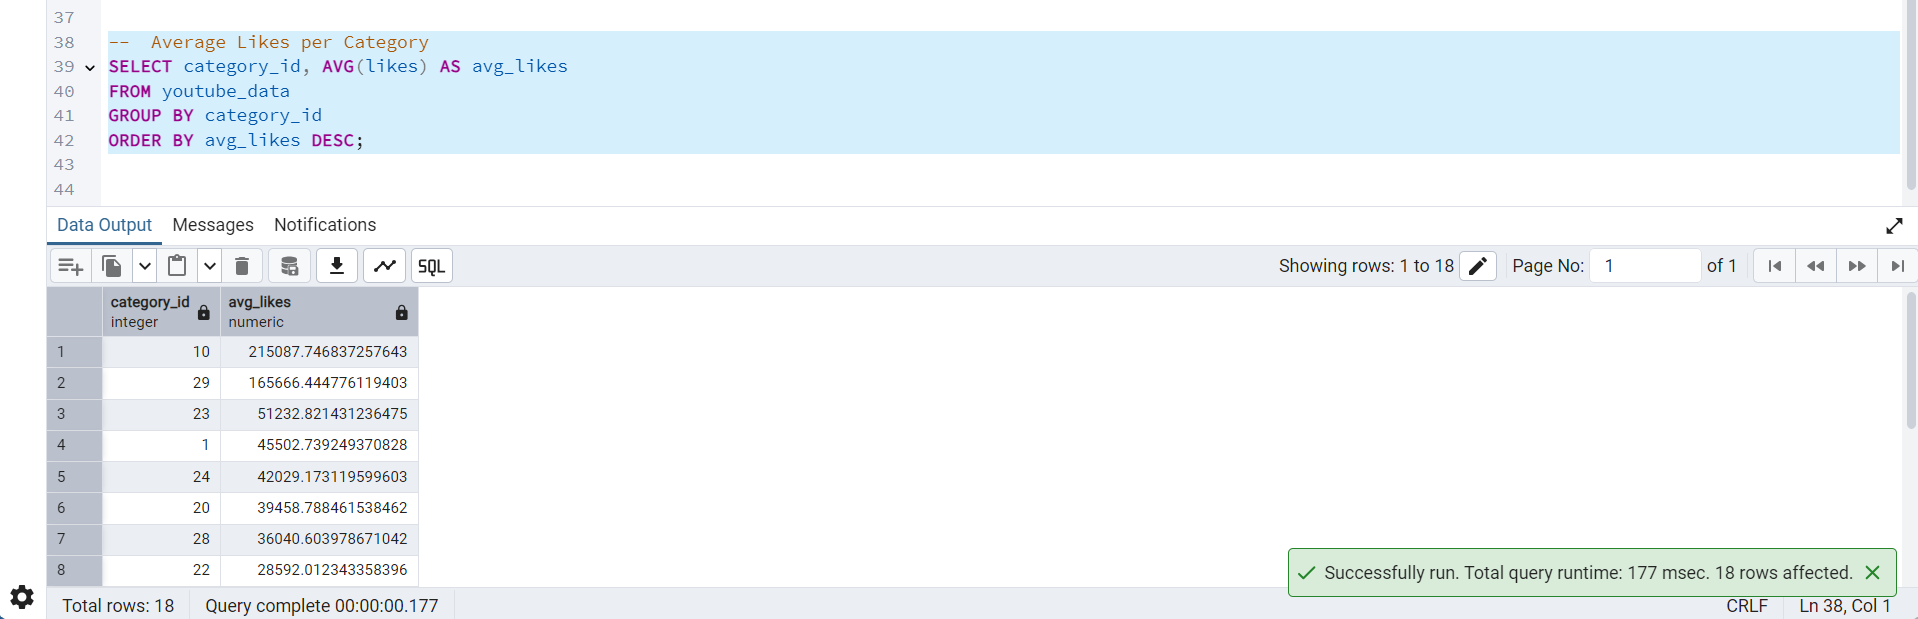 37
38 -- Average Likes per Category
39 SELECT category_id, AVG(likes) AS avg_likes
40 FROM youtube_data
41 GROUP BY category_id
42 ORDER BY avg_likes DESC;
43
44
Data Output Messages Notifications
SQL Showing rows: 1 to 18 Page No: 1 of 1
category_id avg_likes
integer numeric
1 10 215087.746837257643
2 29 165666.444776119403
3 23 51232.821431236475
4 1 45502.739249370828
5 24 42029.173119599603
6 20 39458.788461538462
7 28 36040.603978671042
8 22 28592.012343358396
Successfully run. Total query runtime: 177 msec. 18 rows affected.
Total rows: 18 Query complete 00:00:00.177 CRLF Ln 38, Col 1